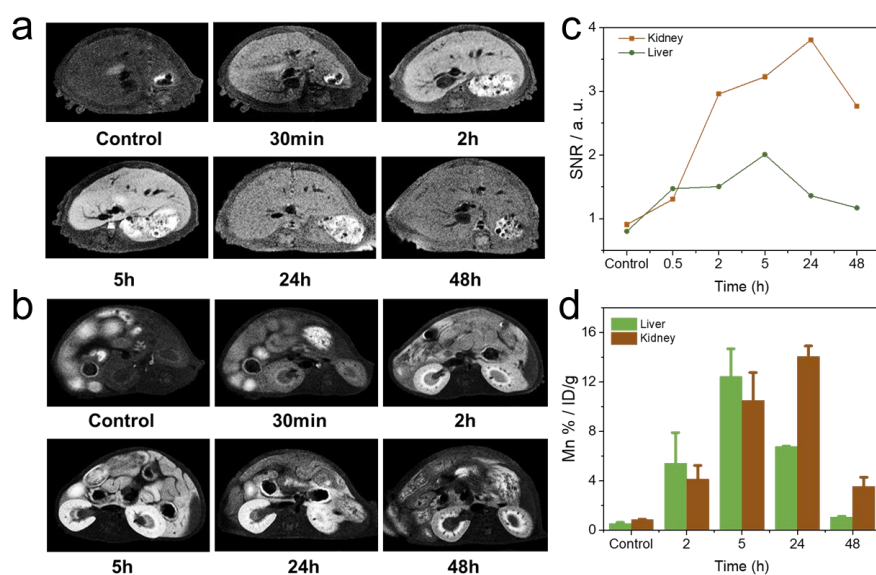 a
Control 30min 2h
5h 24h 48h
b
Control 30min 2h
5h 24h 48h
c
Kidney
Liver
SNR / a. u.
4
3
2
1
Control 0.5 2 5 24 48
Time (h)
d
Liver
Kidney
Mn % / ID/g
16
12
8
4
0
Control 2 5 24 48
Time (h)